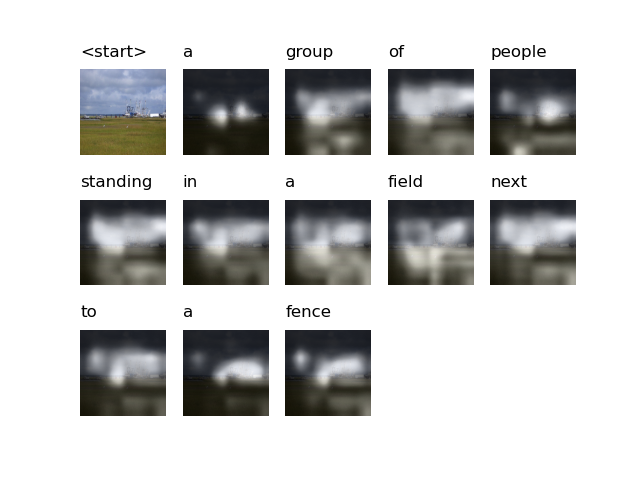 <start> a group of people
standing in a field next
to a fence